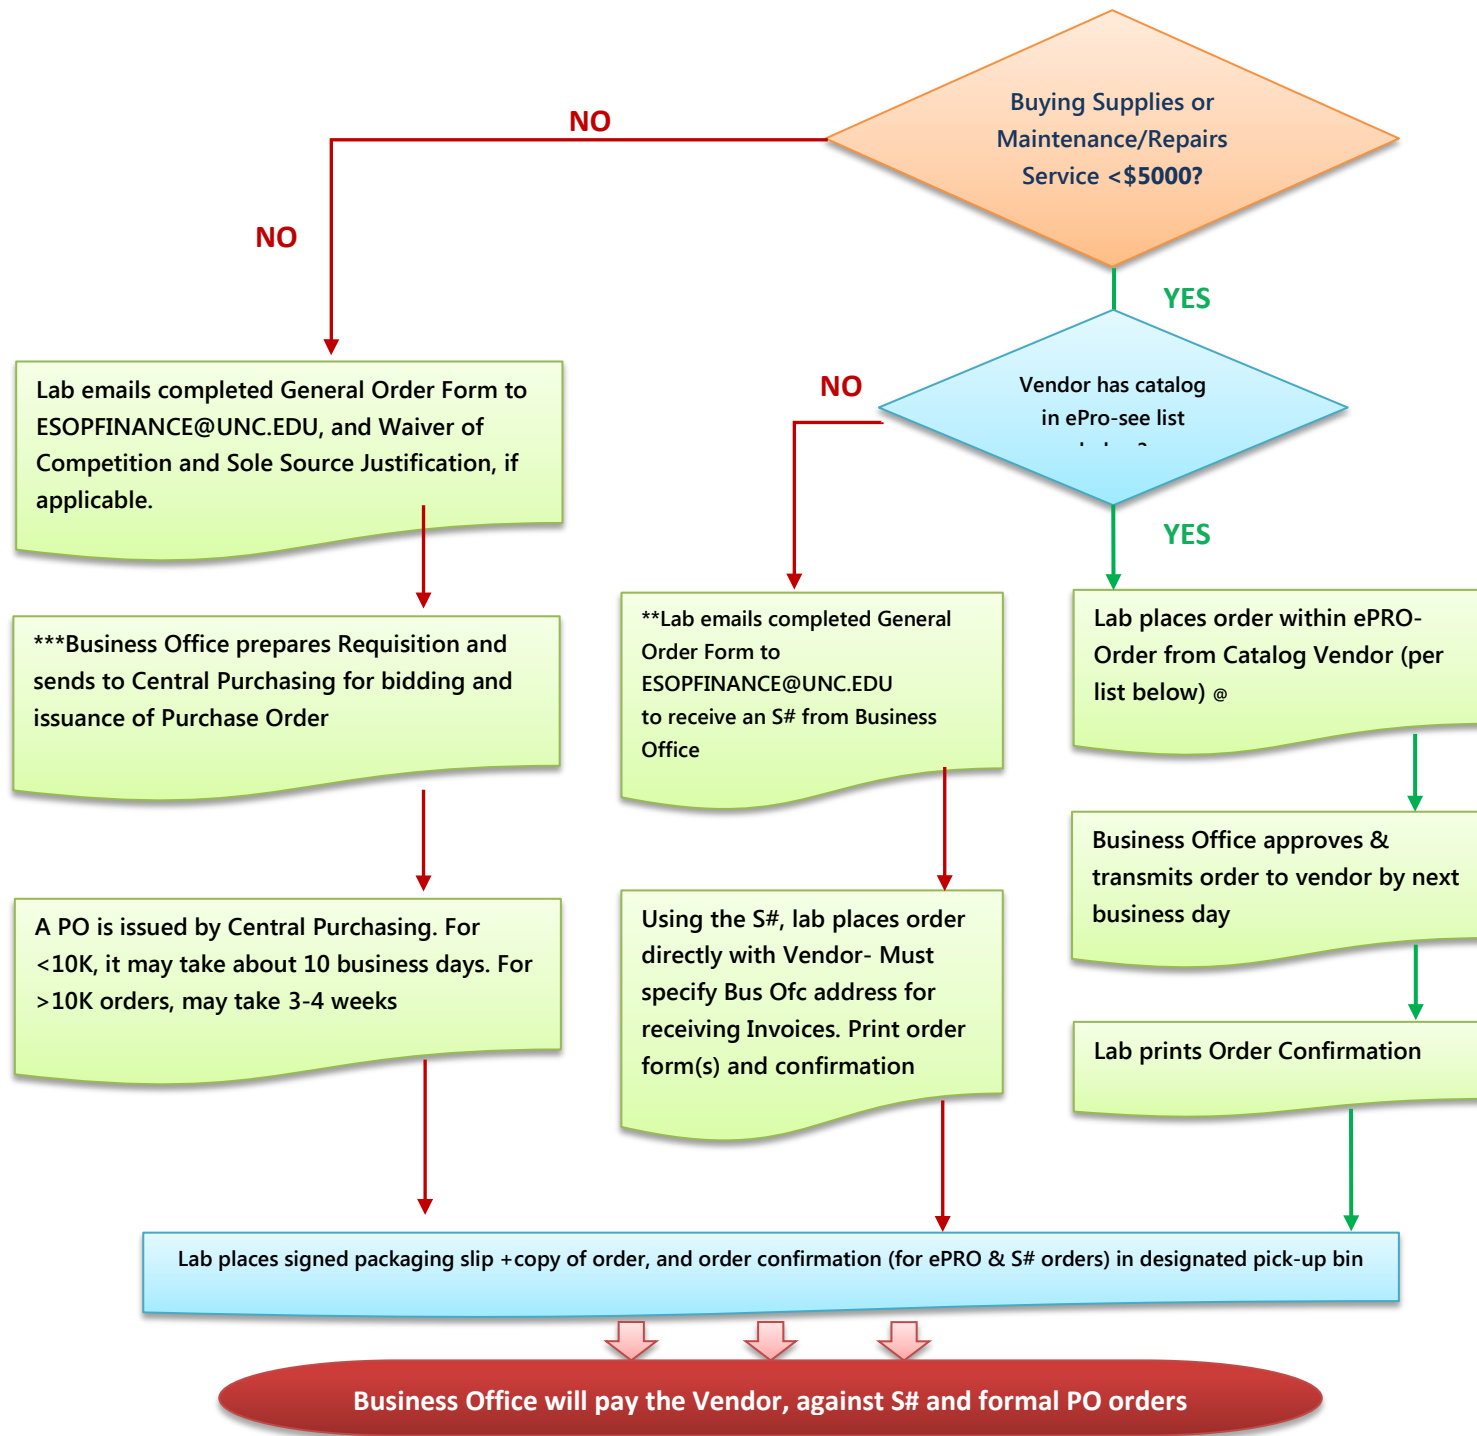 Buying Supplies or
Maintenance/Repairs
Service <$5000?
NO
NO
YES
Lab emails completed General Order Form to
ESOPFINANCE@UNC.EDU, and Waiver of
Competition and Sole Source Justification, if
applicable.
NO
Vendor has catalog
in ePro-see list
YES
***Business Office prepares Requisition and
sends to Central Purchasing for bidding and
issuance of Purchase Order
**Lab emails completed General
Order Form to
ESOPFINANCE@UNC.EDU
to receive an S# from Business
Office
Lab places order within ePRO-
Order from Catalog Vendor (per
list below) @
Business Office approves &
transmits order to vendor by next
business day
A PO is issued by Central Purchasing. For
<10K, it may take about 10 business days. For
>10K orders, may take 3-4 weeks
Using the S#, lab places order
directly with Vendor- Must
specify Bus Ofc address for
receiving Invoices. Print order
form(s) and confirmation
Lab prints Order Confirmation
Lab places signed packaging slip +copy of order, and order confirmation (for ePRO & S# orders) in designated pick-up bin
Business Office will pay the Vendor, against S# and formal PO orders